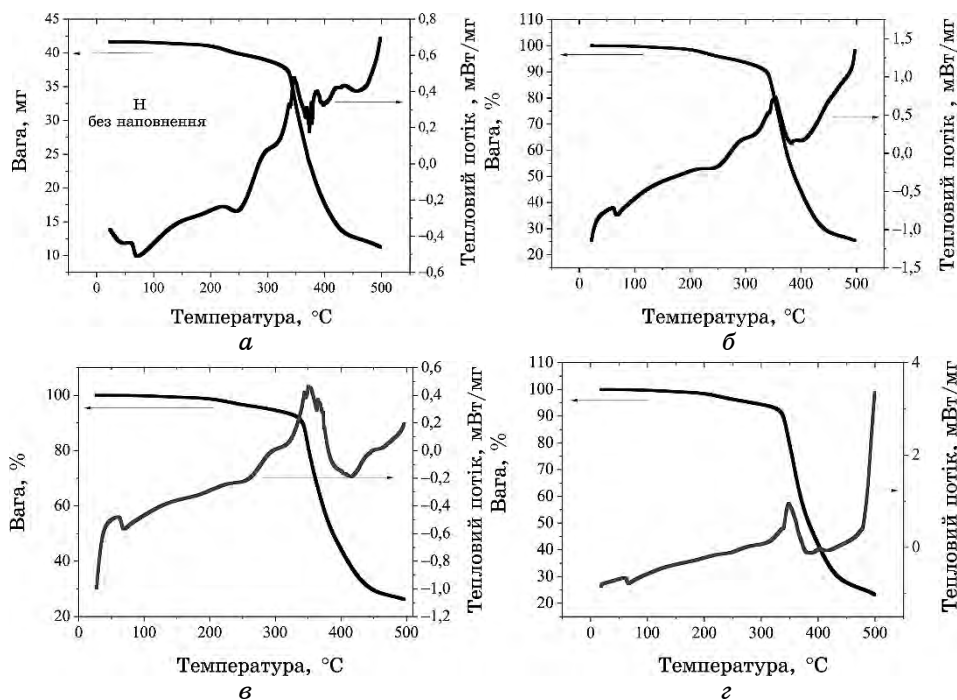 45
40
35
30
25
20
15
10
Вага, мг
Н
без наповнення
0,8
0,6
0,4
0,2
0,0
−0,2
−0,4
−0,6
Тепловий потік, мВт/мг
0 100 200 300 400 500
Температура, °С
а
110
100
90
80
70
60
50
40
30
20
Вага, %
1,5
1,0
0,5
0,0
−0,5
−1,0
−1,5
Тепловий потік, мВт/мг
0 100 200 300 400 500
Температура, °С
б
100
80
60
40
20
Вага, %
0,6
0,4
0,2
0,0
−0,2
−0,4
−0,6
−0,8
−1,0
−1,2
Тепловий потік, мВт/мг
0 100 200 300 400 500
Температура, °С
в
110
100
90
80
70
60
50
40
30
20
Вага, %
4
2
0
Тепловий потік, мВт/мг
0 100 200 300 400 500
Температура, °С
г